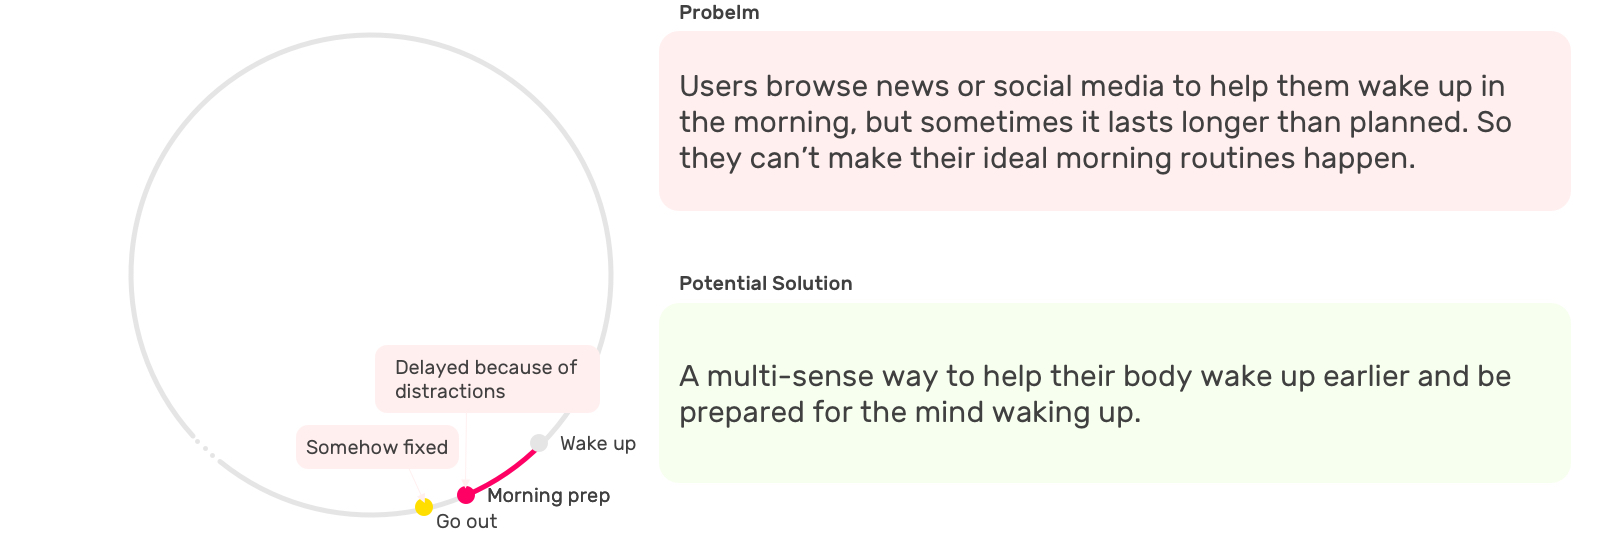 Probelm
Users browse news or social media to help them wake up in
the morning, but sometimes it lasts longer than planned. So
they can’t make their ideal morning routines happen.
Potential Solution
A multi-sense way to help their body wake up earlier and be
prepared for the mind waking up.
Delayed because of
distractions
Somehow fixed
Wake up
Morning prep
Go out